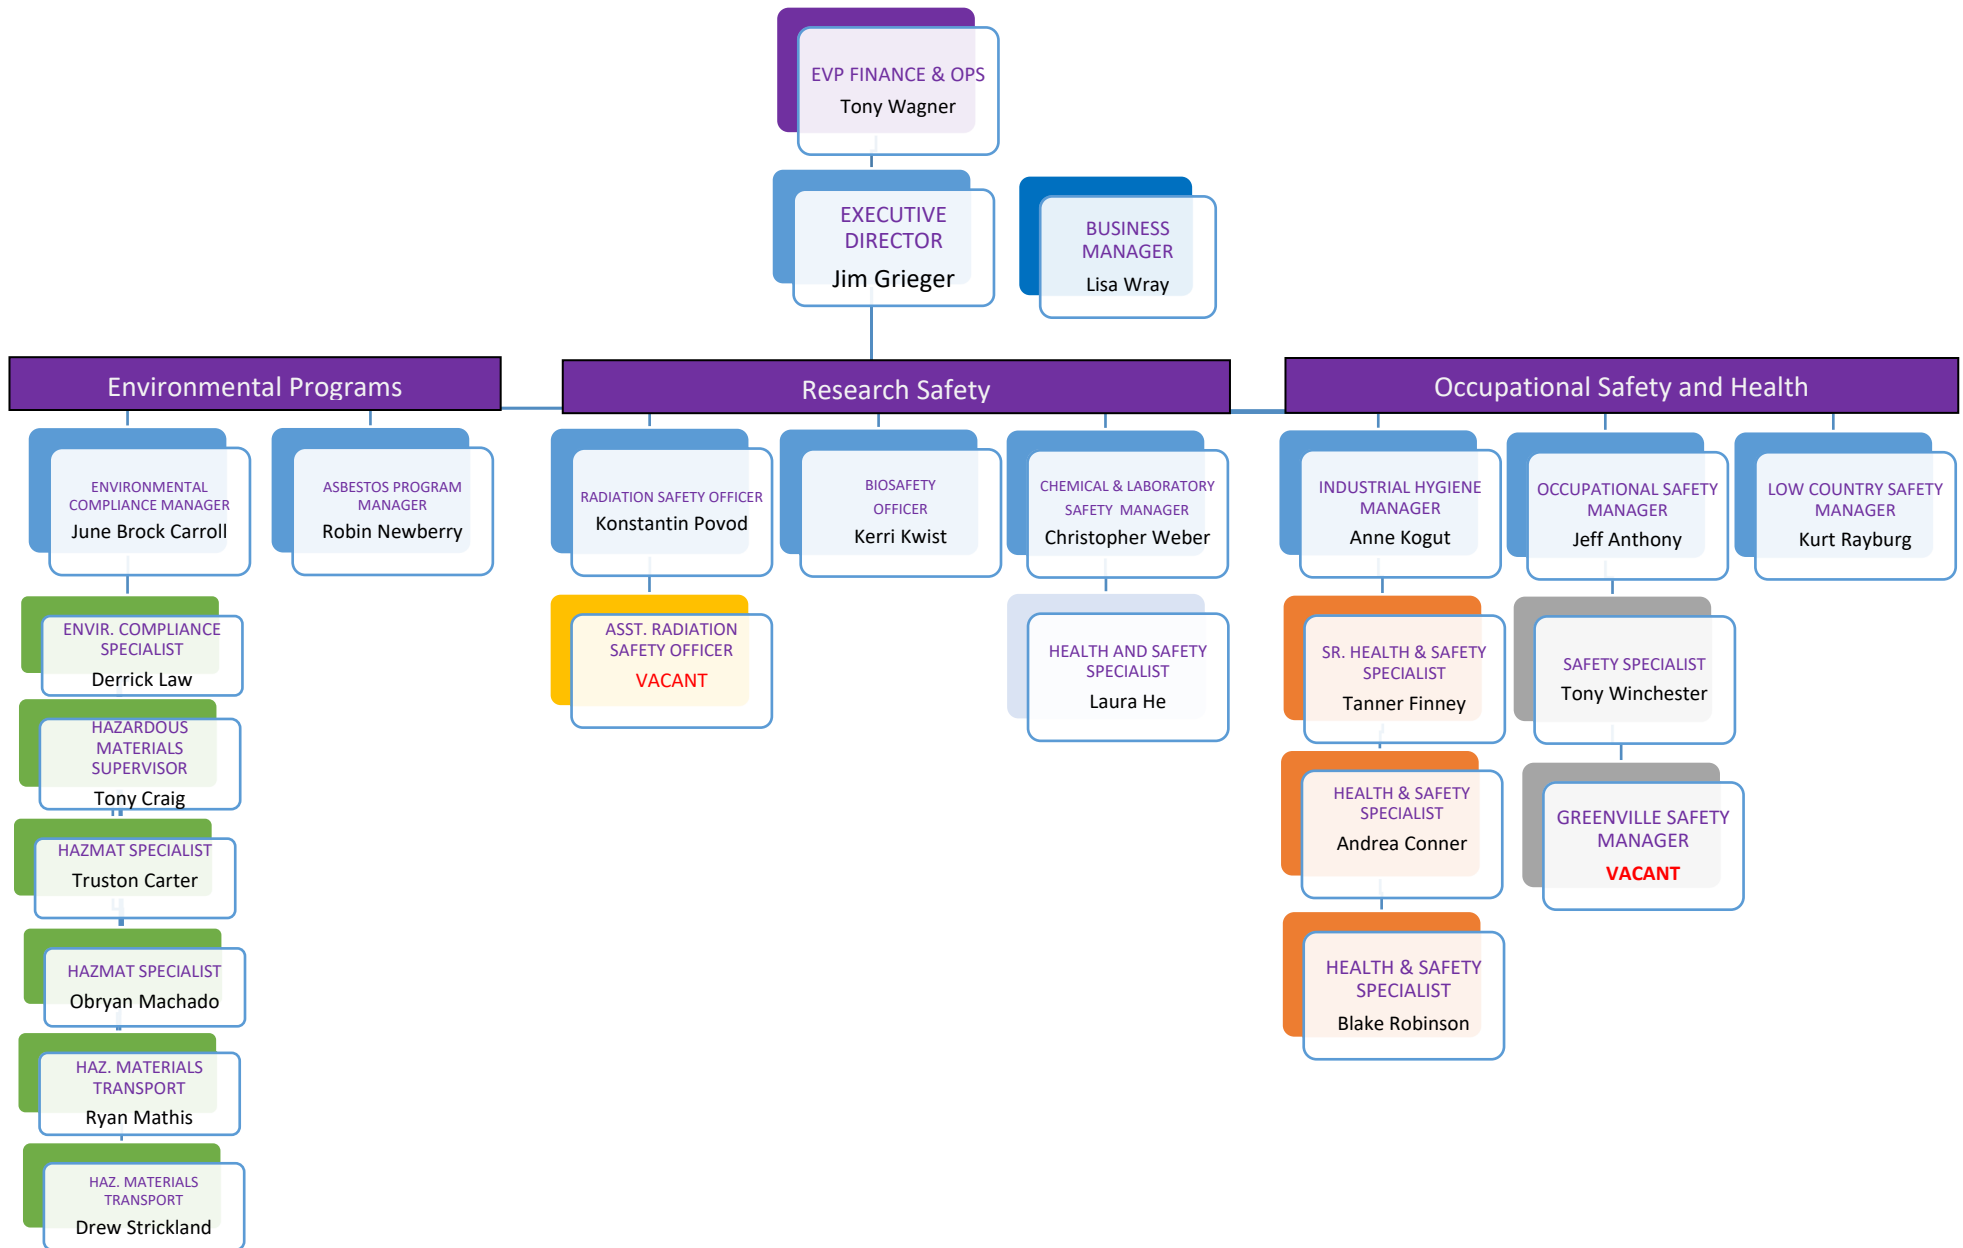 EVP FINANCE & OPS
Tony Wagner
EXECUTIVE
DIRECTOR
Jim Grieger
BUSINESS
MANAGER
Lisa Wray
Environmental Programs
ENVIRONMENTAL
COMPLIANCE MANAGER
June Brock Carroll
ASBESTOS PROGRAM
MANAGER
Robin Newberry
ENVIR. COMPLIANCE
SPECIALIST
Derrick Law
HAZARDOUS
MATERIALS
SUPERVISOR
Tony Craig
HAZMAT SPECIALIST
Truston Carter
HAZMAT SPECIALIST
Obryan Machado
HAZ. MATERIALS
TRANSPORT
Ryan Mathis
HAZ. MATERIALS
TRANSPORT
Drew Strickland
Research Safety
RADIATION SAFETY OFFICER
Konstantin Povod
ASST. RADIATION
SAFETY OFFICER
VACANT
BIOSAFETY
OFFICER
Kerri Kwist
CHEMICAL & LABORATORY
SAFETY MANAGER
Christopher Weber
HEALTH AND SAFETY
SPECIALIST
Laura He
Occupational Safety and Health
INDUSTRIAL HYGIENE
MANAGER
Anne Kogut
SR. HEALTH & SAFETY
SPECIALIST
Tanner Finney
HEALTH & SAFETY
SPECIALIST
Andrea Conner
HEALTH & SAFETY
SPECIALIST
Blake Robinson
OCCUPATIONAL SAFETY
MANAGER
Jeff Anthony
SAFETY SPECIALIST
Tony Winchester
GREENVILLE SAFETY
MANAGER
VACANT
LOW COUNTRY SAFETY
MANAGER
Kurt Rayburg